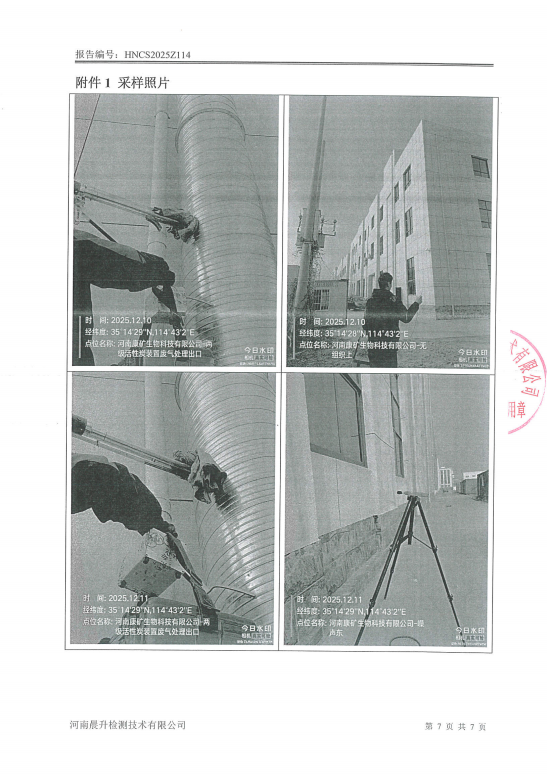 报告编号：HNCS2025Z114
附件 1 采样照片
时　间: 2025.12.10
经纬度: 35°14'29"N,114°43'2"E
点位名称: 河南康矿生物科技有限公司-两
级活性炭装置废气处理出口
今日水印
时　间: 2025.12.10
经纬度: 35°14'28"N,114°43'2"E
点位名称: 河南康矿生物科技有限公司-无
组织上
今日水印
时　间: 2025.12.11
经纬度: 35°14'29"N,114°43'2"E
点位名称: 河南康矿生物科技有限公司-两
级活性炭装置废气处理出口
今日水印
时　间: 2025.12.11
经纬度: 35°14'29"N,114°43'2"E
点位名称: 河南康矿生物科技有限公司-噪
声东
今日水印
有限公司
用章
河南晨升检测技术有限公司
第 7 页 共 7 页